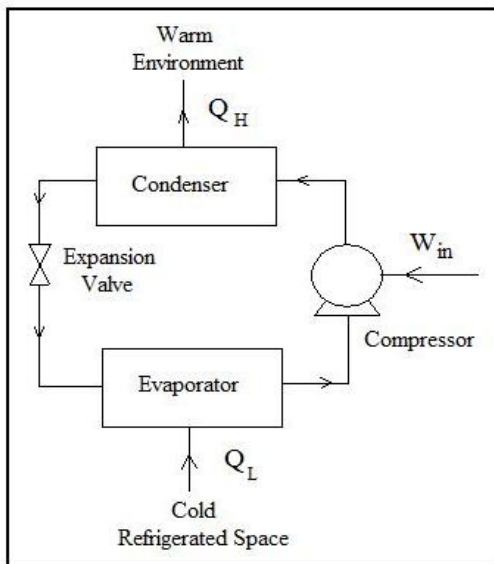 Warm
Environment
Q H
Condenser
W in
Expansion
Valve
Compressor
Evaporator
Q L
Cold
Refrigerated Space